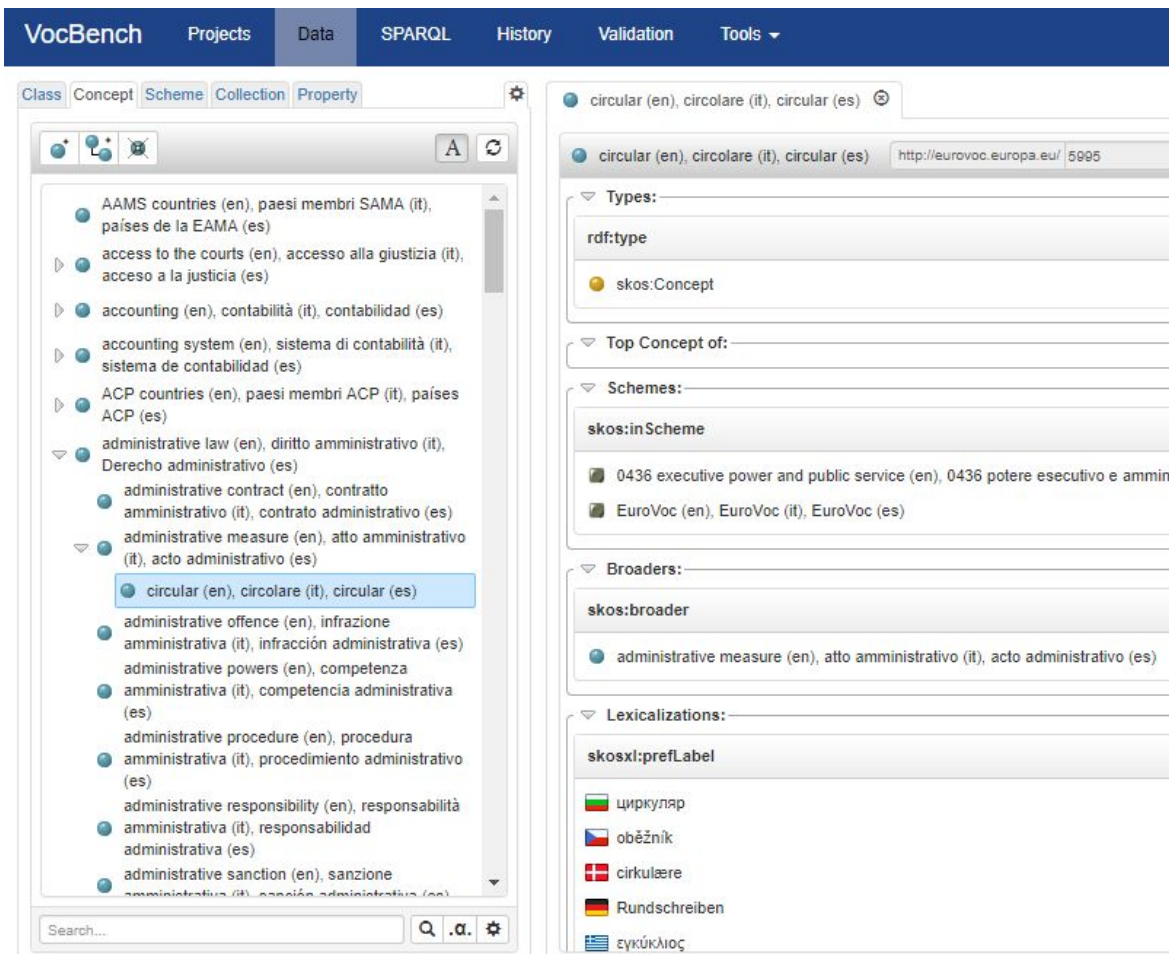 VocBench Projects Data SPARQL History Validation Tools
Class Concept Scheme Collection Property
A
AAMS countries (en), paesi membri SAMA (it),
países de la EAMA (es)
access to the courts (en), accesso alla giustizia (it),
acceso a la justicia (es)
accounting (en), contabilità (it), contabilidad (es)
accounting system (en), sistema di contabilità (it),
sistema de contabilidad (es)
ACP countries (en), paesi membri ACP (it), países
ACP (es)
administrative law (en), diritto amministrativo (it),
Derecho administrativo (es)
administrative contract (en), contratto
amministrativo (it), contrato administrativo (es)
administrative measure (en), atto amministrativo
(it), acto administrativo (es)
circular (en), circolare (it), circular (es)
administrative offence (en), infrazione
amministrativa (it), infracción administrativa (es)
administrative powers (en), competenza
amministrativa (it), competencia administrativa
(es)
administrative procedure (en), procedura
amministrativa (it), procedimiento administrativo
(es)
administrative responsibility (en), responsabilità
amministrativa (it), responsabilidad
administrativa (es)
administrative sanction (en), sanzione
amministrativa (it), sanción administrativa (es)
Search... .α.
circular (en), circolare (it), circular (es)
circular (en), circolare (it), circular (es) http://eurovoc.europa.eu/ 5995
Types:
rdf:type
skos:Concept
Top Concept of:
Schemes:
skos:inScheme
0436 executive power and public service (en), 0436 potere esecutivo e ammin
EuroVoc (en), EuroVoc (it), EuroVoc (es)
Broaders:
skos:broader
administrative measure (en), atto amministrativo (it), acto administrativo (es)
Lexicalizations:
skosxl:prefLabel
циркуляр
oběžník
cirkulære
Rundschreiben
εγκύκλιος